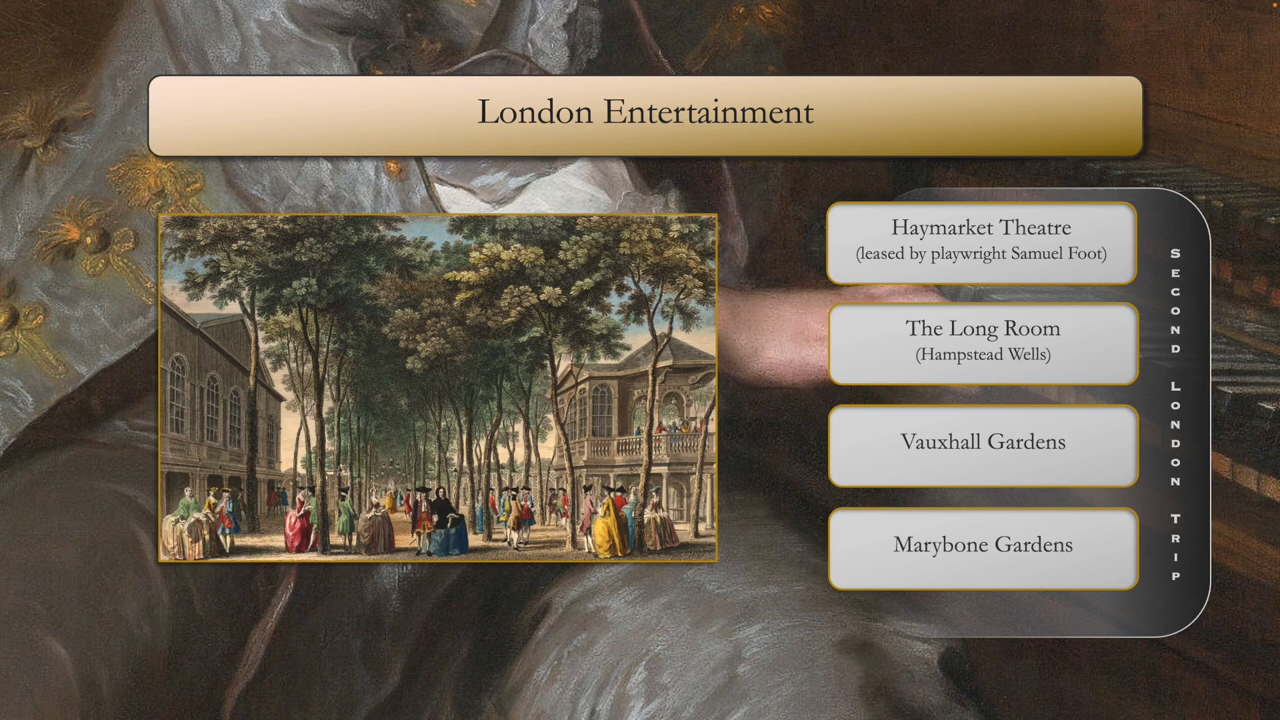 London Entertainment
Haymarket Theatre
(leased by playwright Samuel Foot)
The Long Room
(Hampstead Wells)
Vauxhall Gardens
Marybone Gardens
SECOND LONDON TRIP